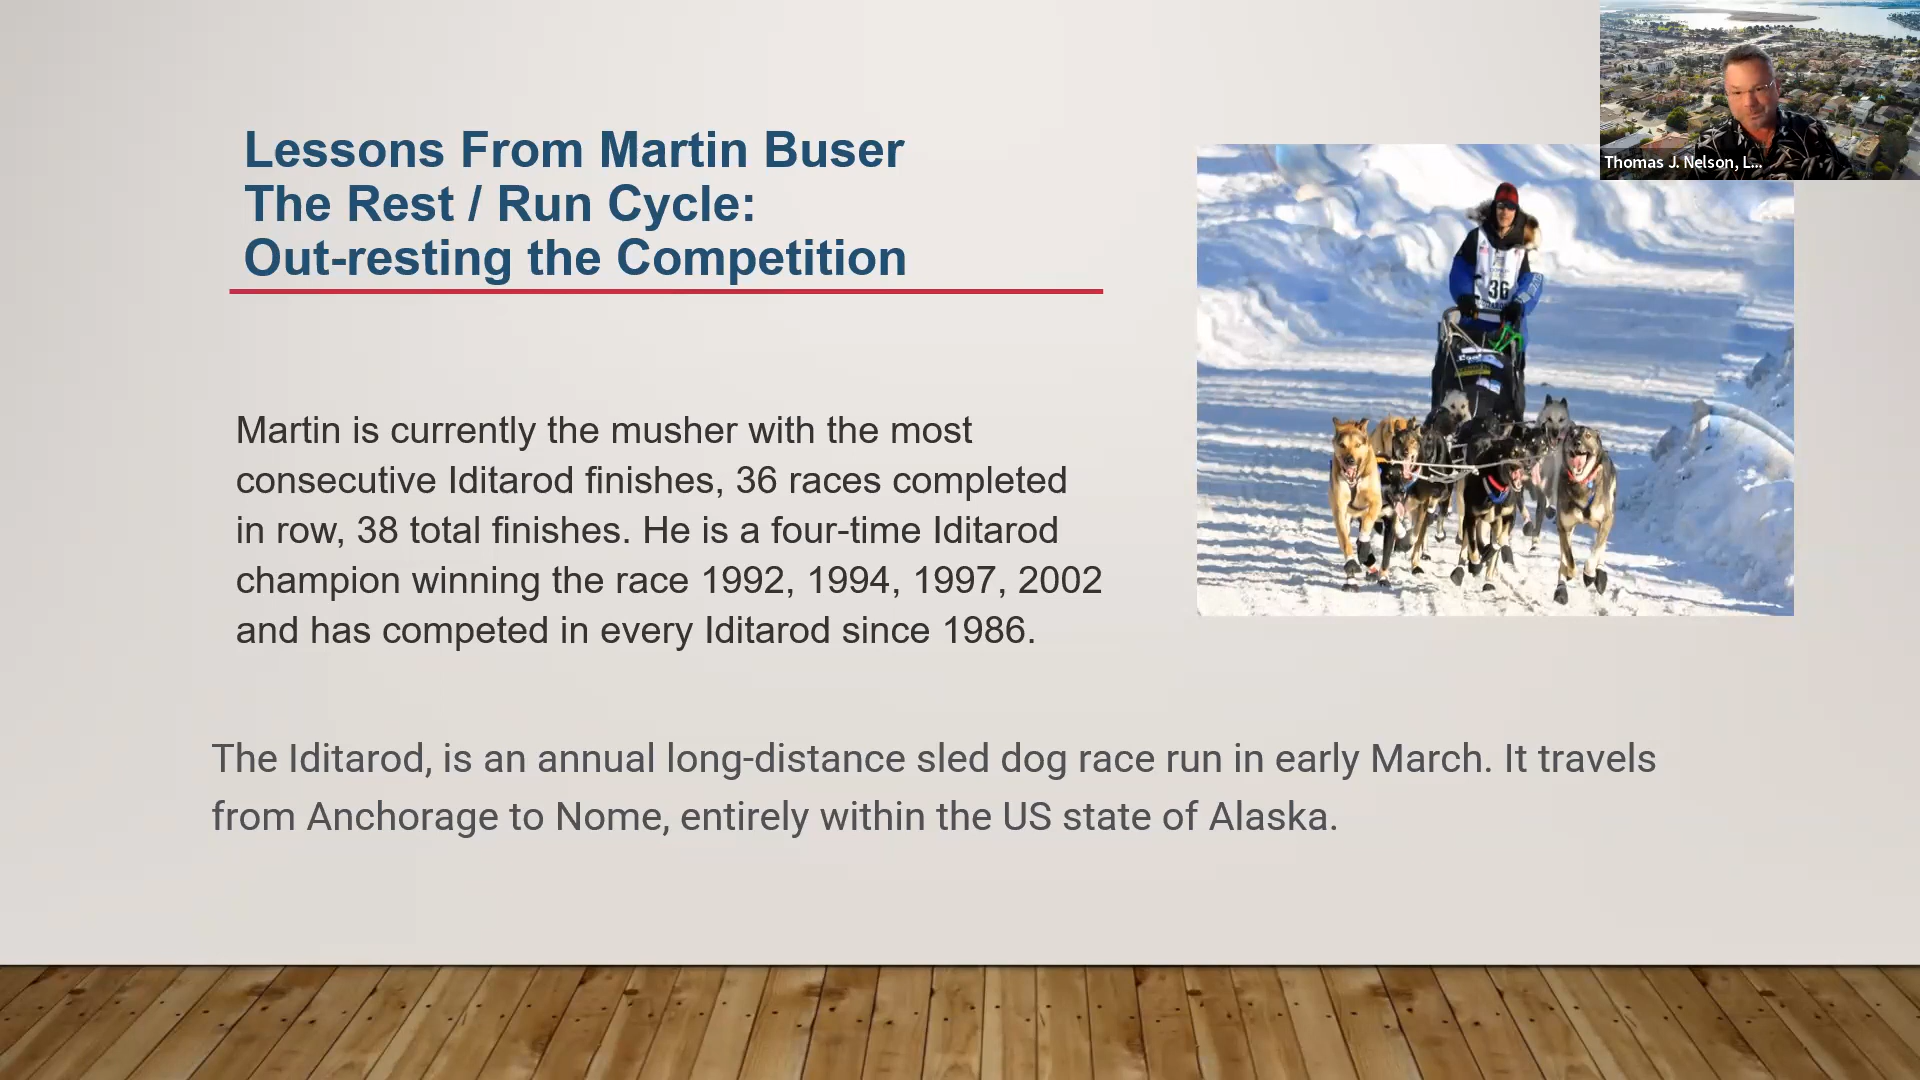 Lessons From Martin Buser
The Rest / Run Cycle:
Out-resting the Competition
Thomas J. Nelson, L...
36
Martin is currently the musher with the most
consecutive Iditarod finishes, 36 races completed
in row, 38 total finishes. He is a four-time Iditarod
champion winning the race 1992, 1994, 1997, 2002
and has competed in every Iditarod since 1986.
The Iditarod, is an annual long-distance sled dog race run in early March. It travels
from Anchorage to Nome, entirely within the US state of Alaska.